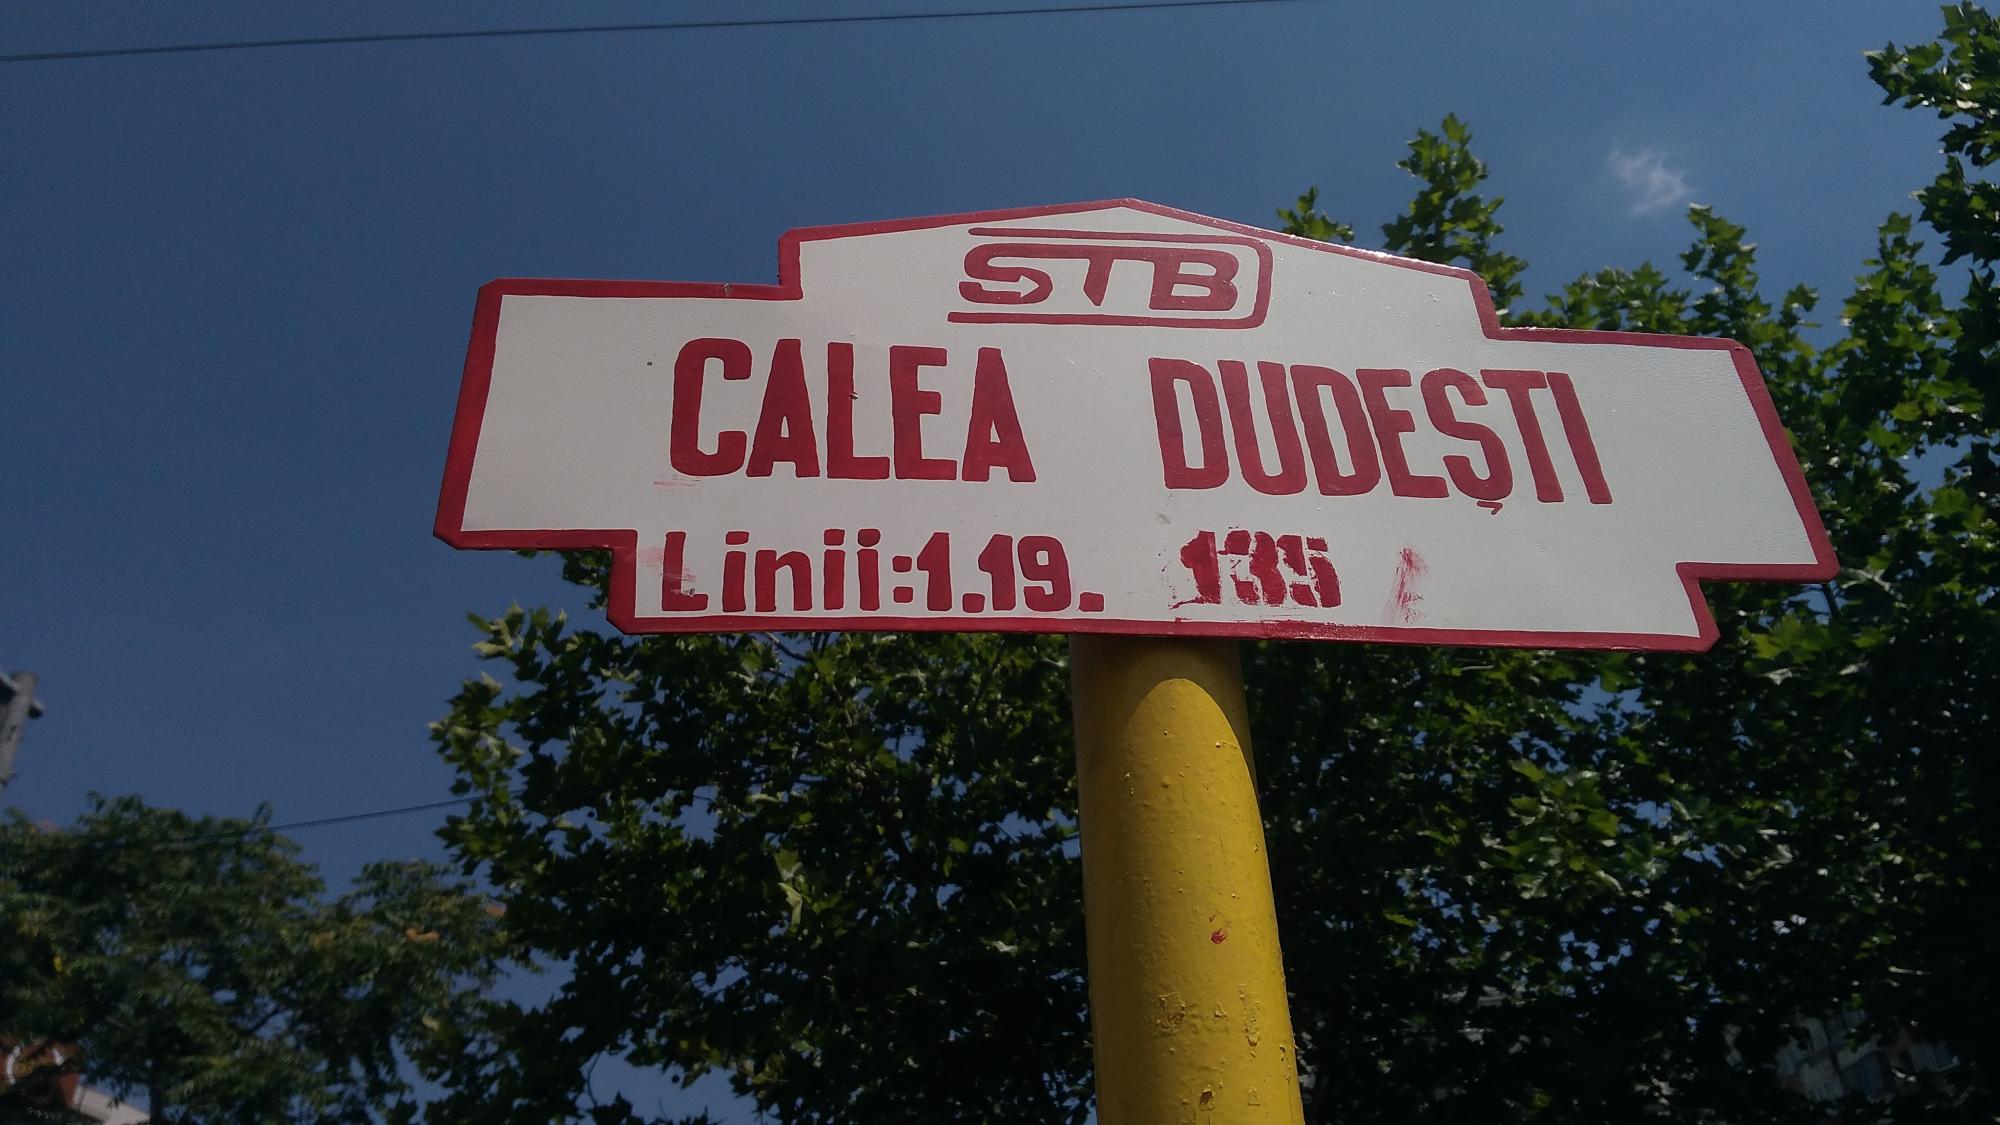 STB
CALEA DUDEȘTI
Linii:1.19. 135